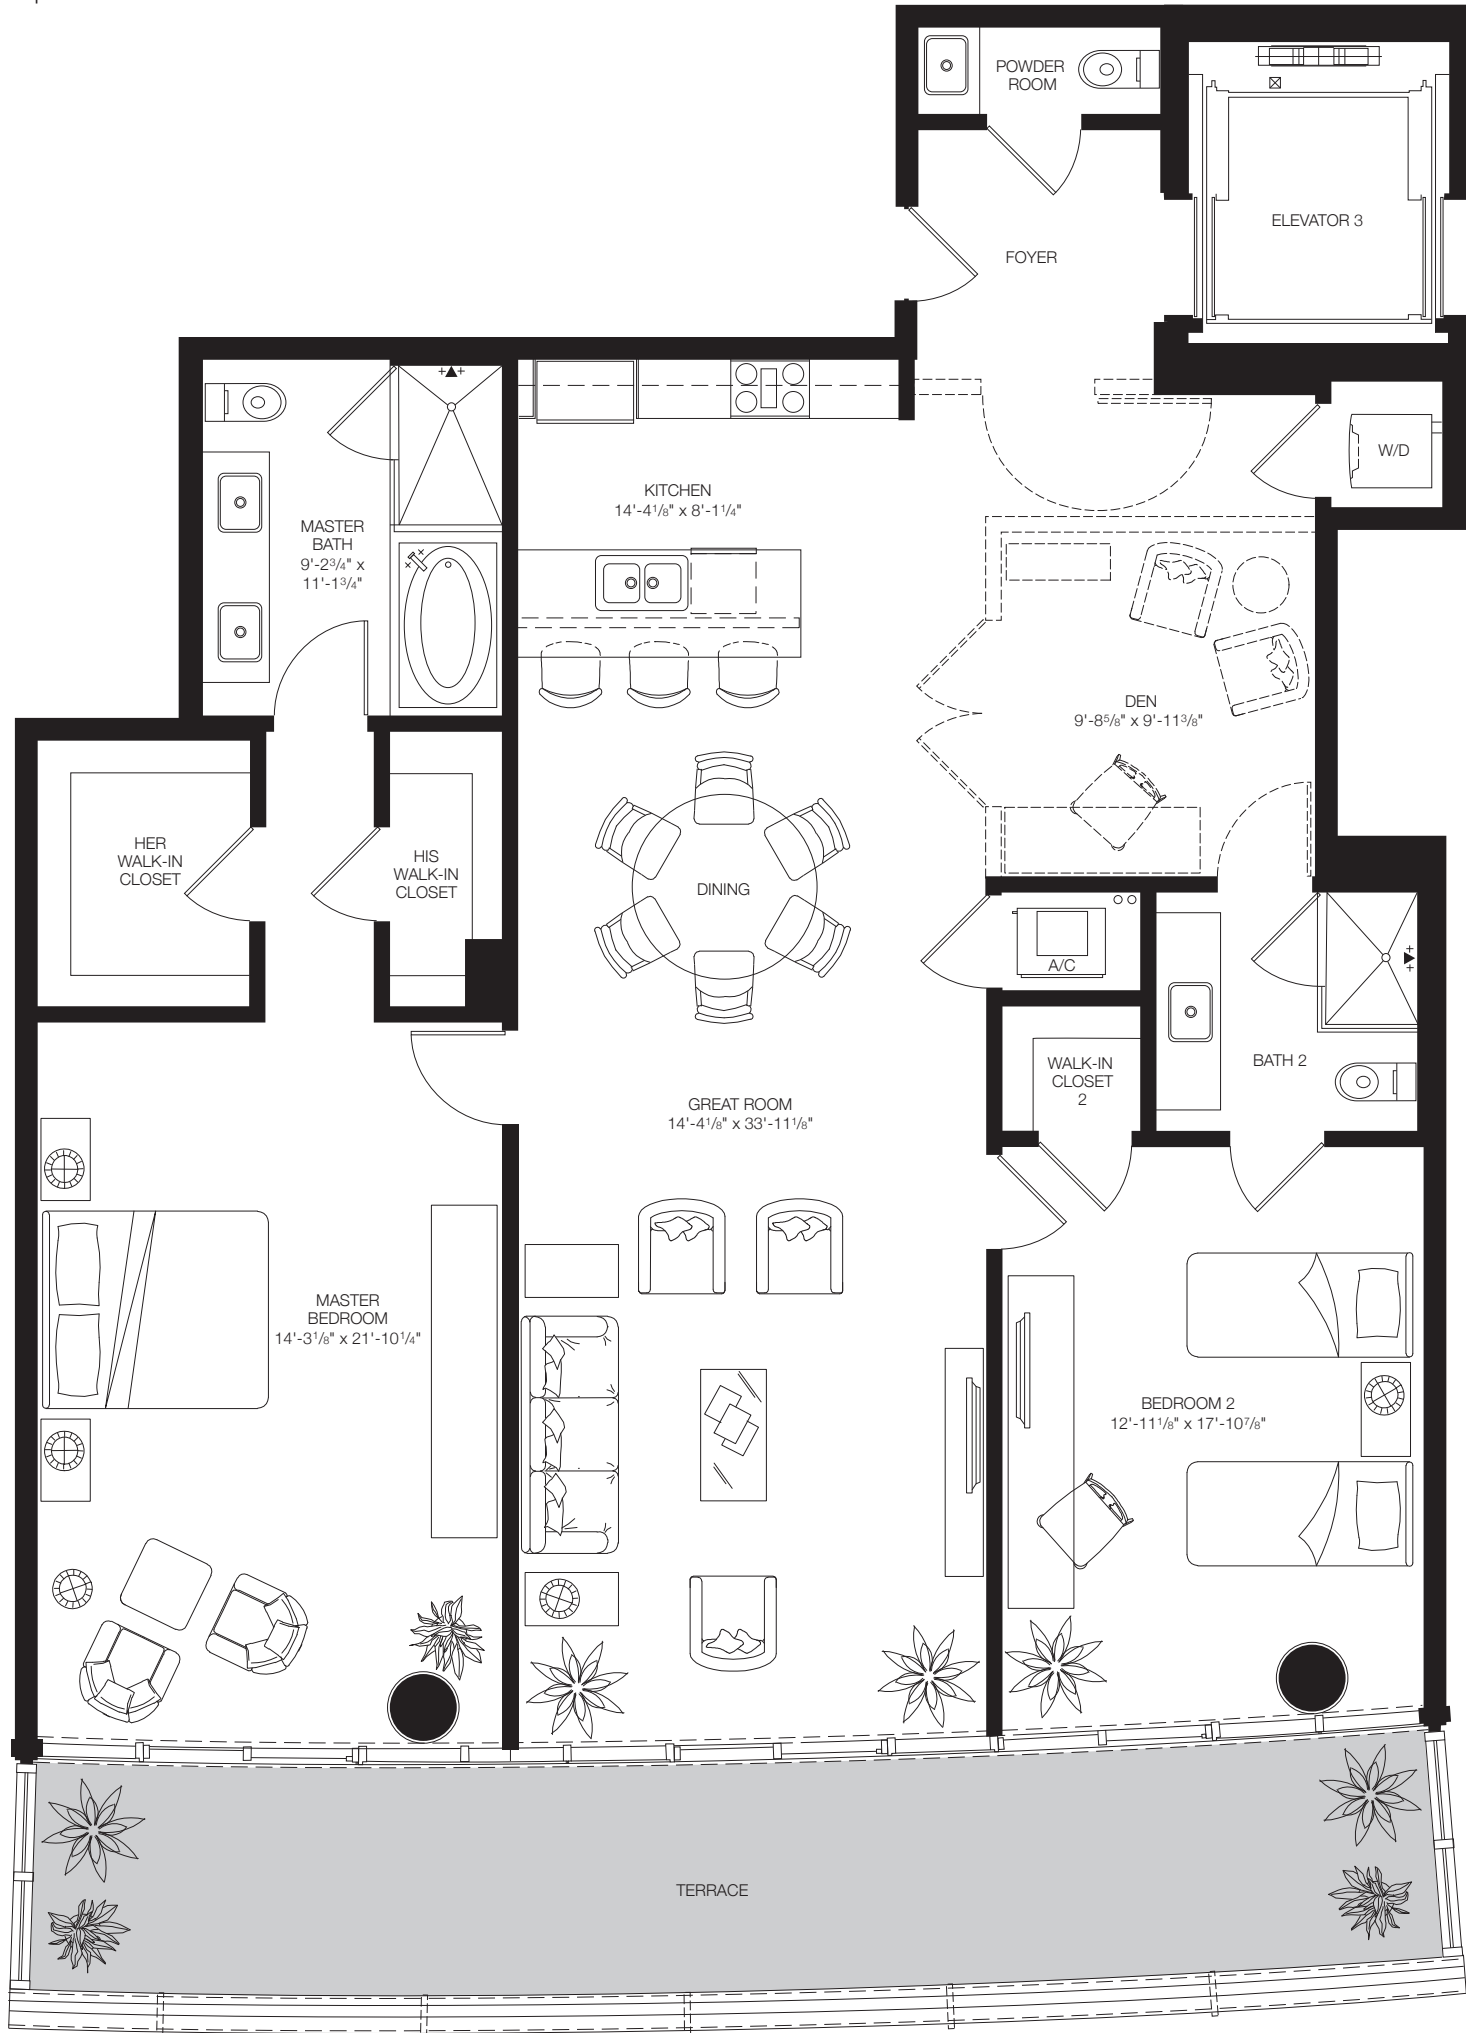 POWDER
ROOM
ELEVATOR 3
FOYER
W/D
KITCHEN
14'-4 1/8" x 8'-1 1/4"
MASTER
BATH
9'-2 3/4" x
11'-1 3/4"
DEN
9'-8 5/8" x 9'-11 3/8"
HER
WALK-IN
CLOSET
HIS
WALK-IN
CLOSET
DINING
A/C
WALK-IN
CLOSET
2
BATH 2
GREAT ROOM
14'-4 1/8" x 33'-11 1/8"
MASTER
BEDROOM
14'-3 1/8" x 21'-10 1/4"
BEDROOM 2
12'-11 1/8" x 17'-10 7/8"
TERRACE